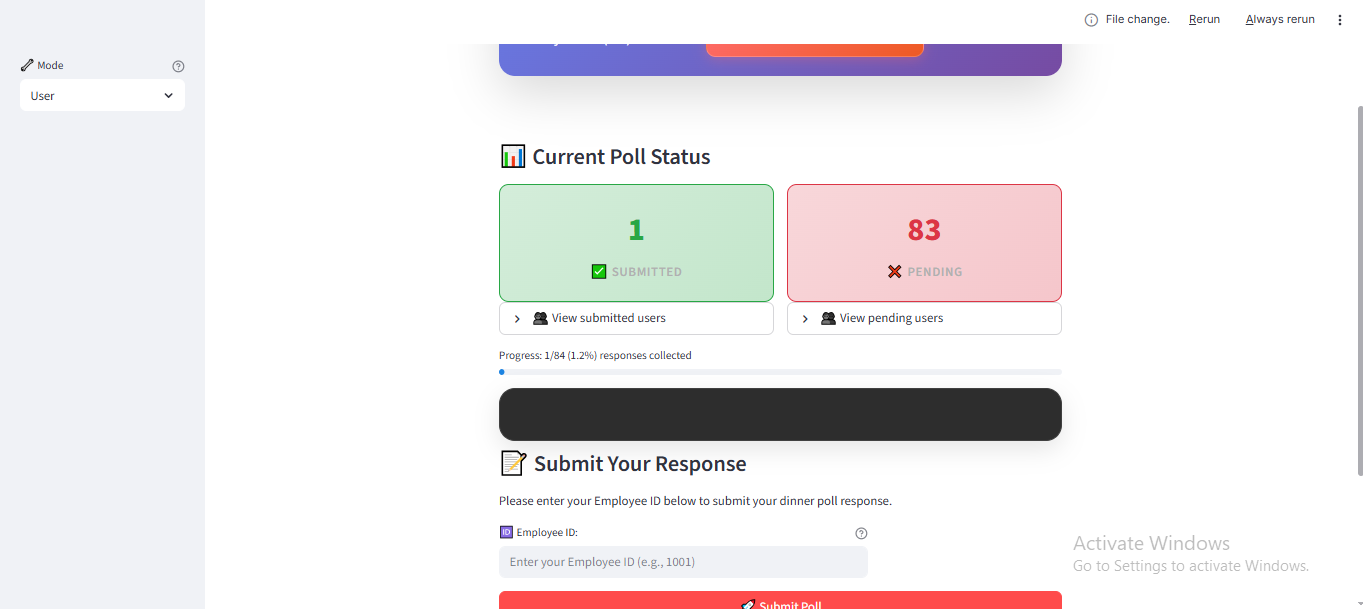 File change.
Rerun
Always rerun
Mode
User
Current Poll Status
1
SUBMITTED
83
PENDING
View submitted users
View pending users
Progress: 1/84 (1.2%) responses collected
Submit Your Response
Please enter your Employee ID below to submit your dinner poll response.
ID Employee ID:
Enter your Employee ID (e.g., 1001)
Submit Poll
Activate Windows
Go to Settings to activate Windows.